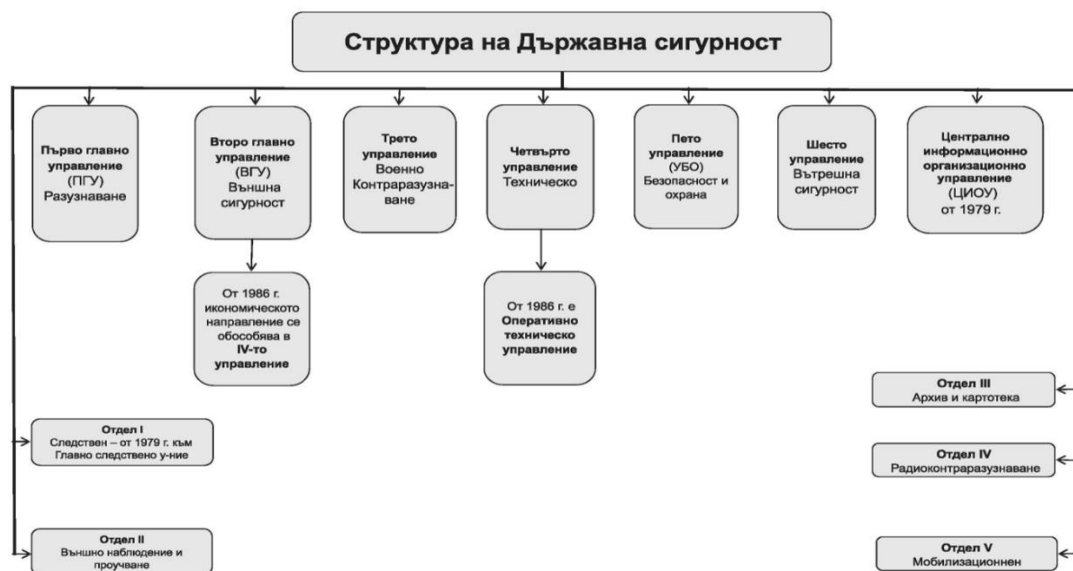 Структура на Държавна сигурност
Първо главно
управление
(ПГУ)
Разузнаване
Второ главно
управление
(ВГУ)
Външна
сигурност
Трето
управление
Военно
Контраразузна-
ване
Четвърто
управление
Техническо
Пето
управление
(УБО)
Безопасност и
охрана
Шесто
управление
Вътрешна
сигурност
Централно
информационно
организационно
управление
(ЦИОУ)
от 1979 г.
От 1986 г.
икономическото
направление се
обособява в
IV-то
управление
От 1986 г. е
Оперативно
техническо
управление
Отдел I
Следствен – от 1979 г. към
Главно следствено у-ние
Отдел II
Външно наблюдение и
проучване
Отдел III
Архив и картотека
Отдел IV
Радиоконтраразузнаване
Отдел V
Мобилизационнен